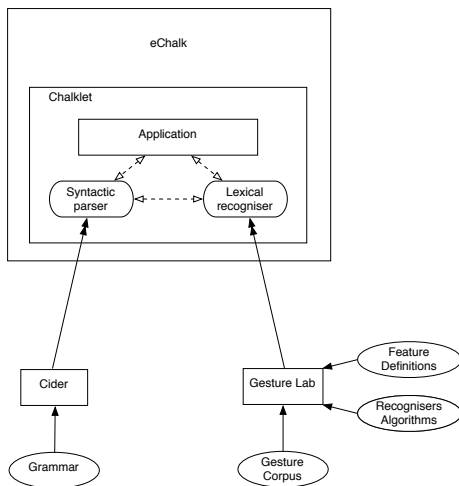 eChalk
Chalklet
Application
Syntactic
parser
Lexical
recogniser
Feature
Definitions
Cider
Gesture Lab
Recognisers
Algorithms
Grammar
Gesture
Corpus